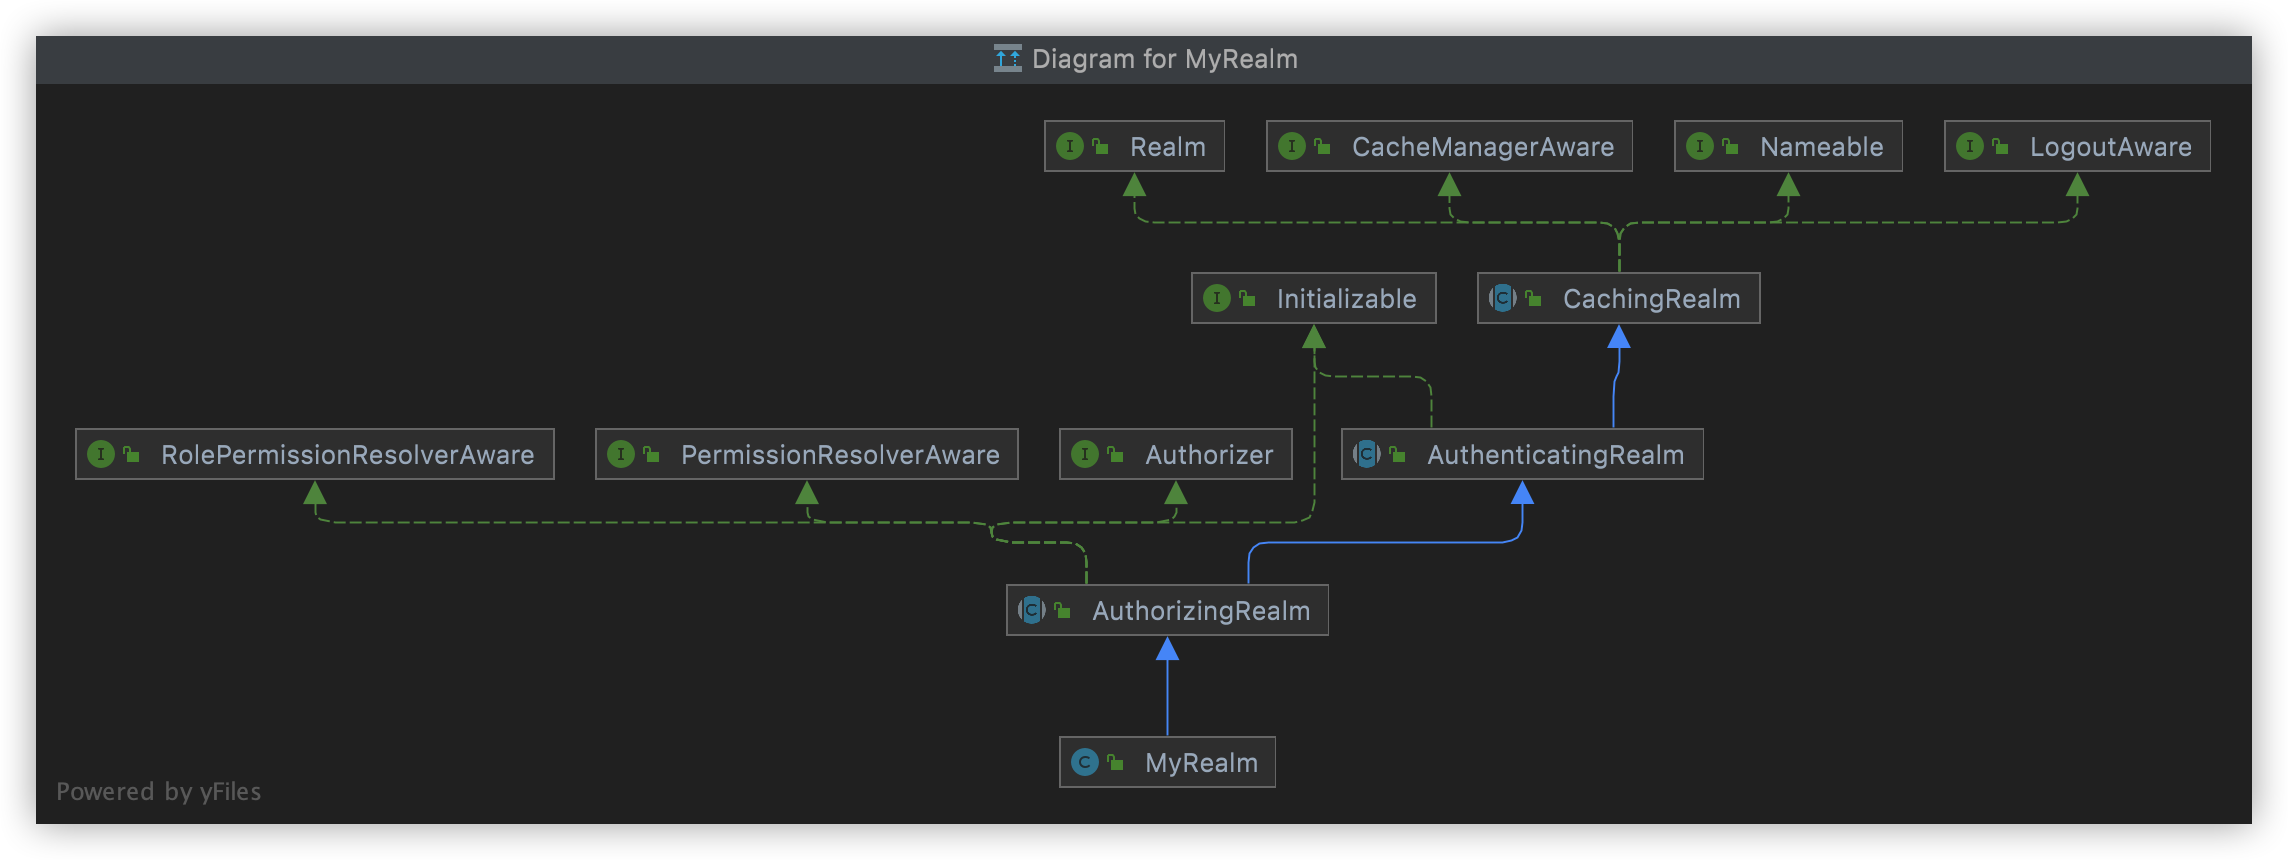 Diagram for MyRealm
I Realm
I CacheManagerAware
I Nameable
I LogoutAware
I Initializable
C CachingRealm
I RolePermissionResolverAware
I PermissionResolverAware
I Authorizer
C AuthenticatingRealm
C AuthorizingRealm
C MyRealm
Powered by yFiles